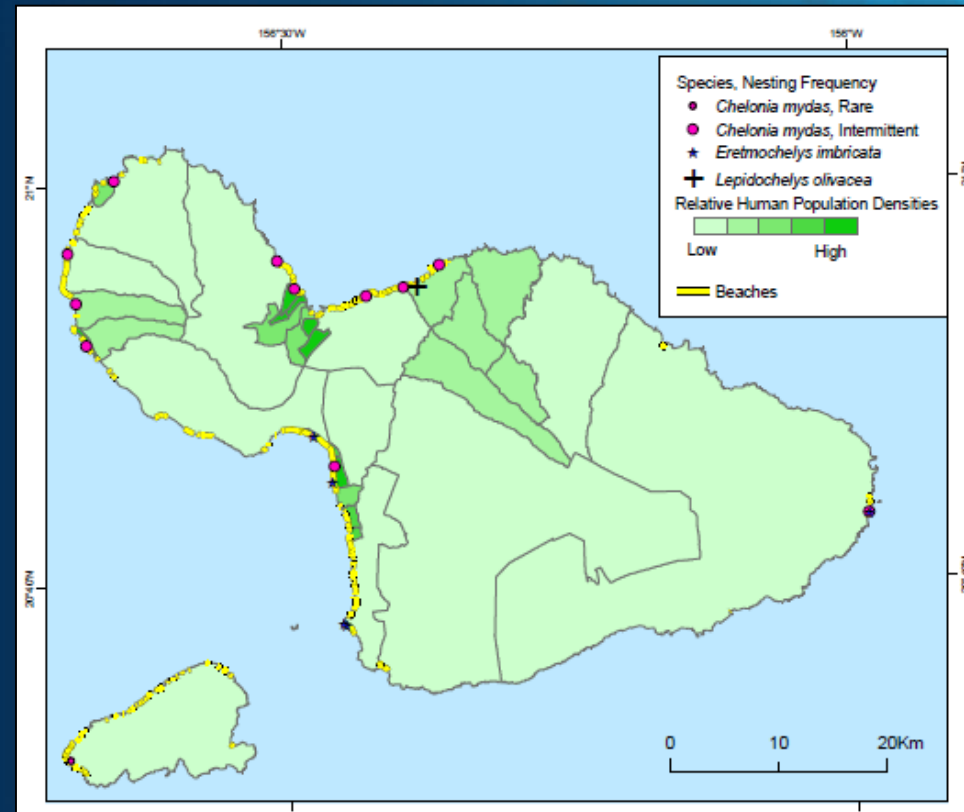 156°30'W
156°W
Species, Nesting Frequency
Chelonia mydas, Rare
Chelonia mydas, Intermittent
Eretmochelys imbricata
Lepidochelys olivacea
Relative Human Population Densities
Low
High
Beaches
21°N
20°40'N
0
10
20Km